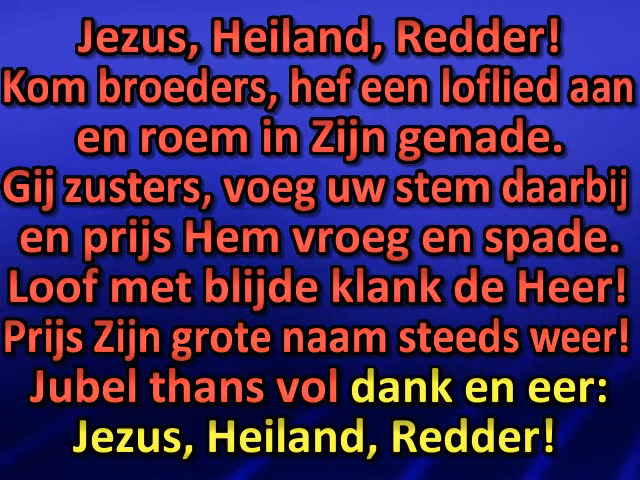 Jezus, Heiland, Redder!
Kom broeders, hef een loflied aan
en roem in Zijn genade.
Gij zusters, voeg uw stem daarbij
en prijs Hem vroeg en spade.
Loof met blijde klank de Heer!
Prijs Zijn grote naam steeds weer!
Jubel thans vol dank en eer:
Jezus, Heiland, Redder!